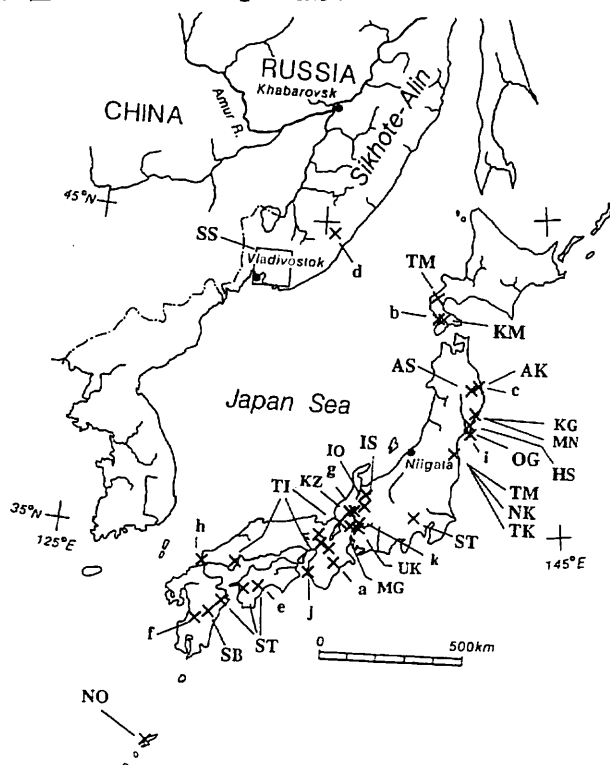 RUSSIA
Khabarovsk
CHINA
Amur R.
Sikhote-Alin
45°N
SS
Vladivostok
d
TM
b
KM
AS
AK
c
Japan Sea
KG
MN
IS
IO
g
KZ
Niigata
i
OG
HS
TI
TM
NK
TK
35°N
125°E
h
ST
145°E
k
UK
MG
a
j
e
f
SB
ST
0
500km
NO